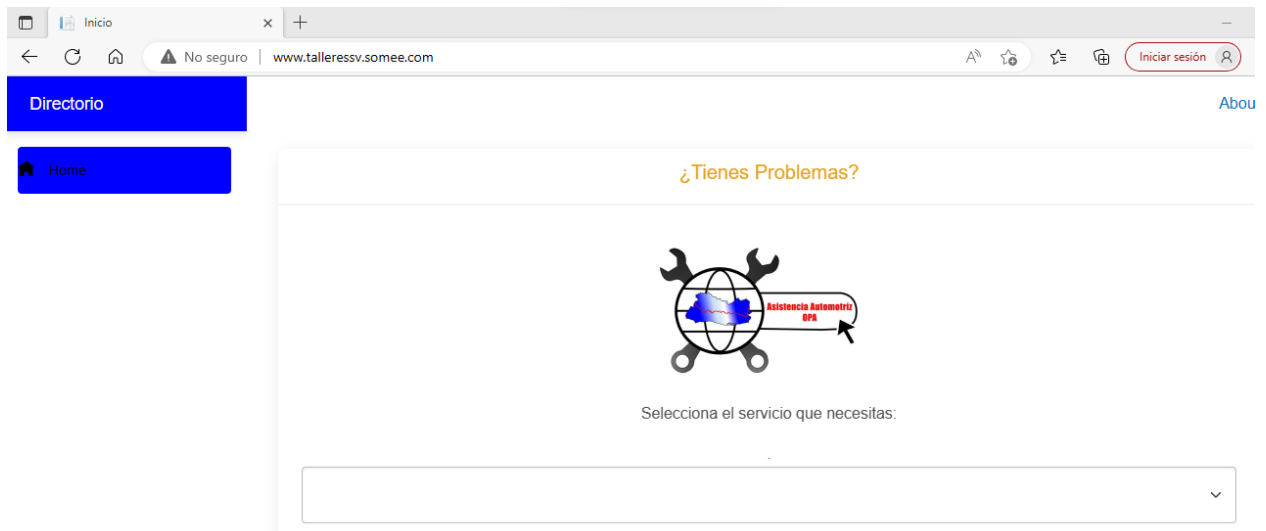 Inicio
No seguro www.talleressv.somee.com
Iniciar sesión
Directorio
Abou
Home
¿Tienes Problemas?
Asistencia Automotriz
OPA
Selecciona el servicio que necesitas: